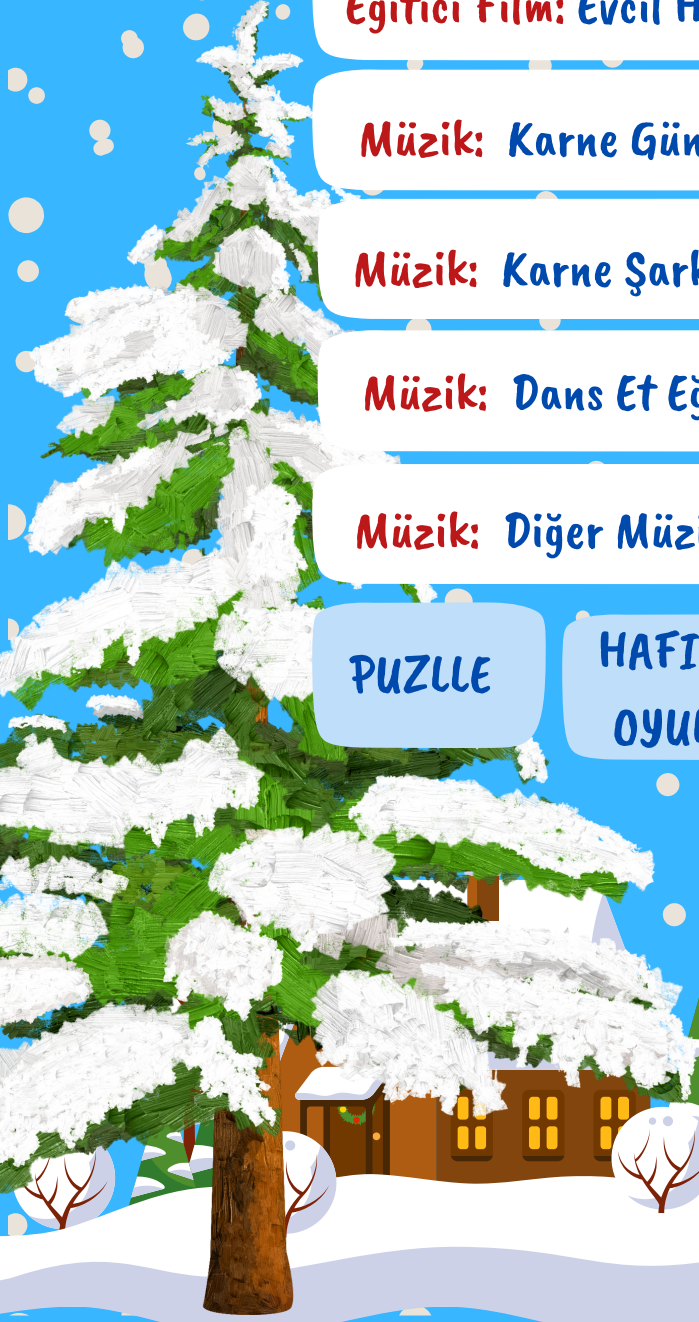 Eğitici Film: Evcil H
Müzik: Karne Gün
Müzik: Karne Şark
Müzik: Dans Et Eğ
Müzik: Diğer Müzi
PUZLLE
HAFI
OYU